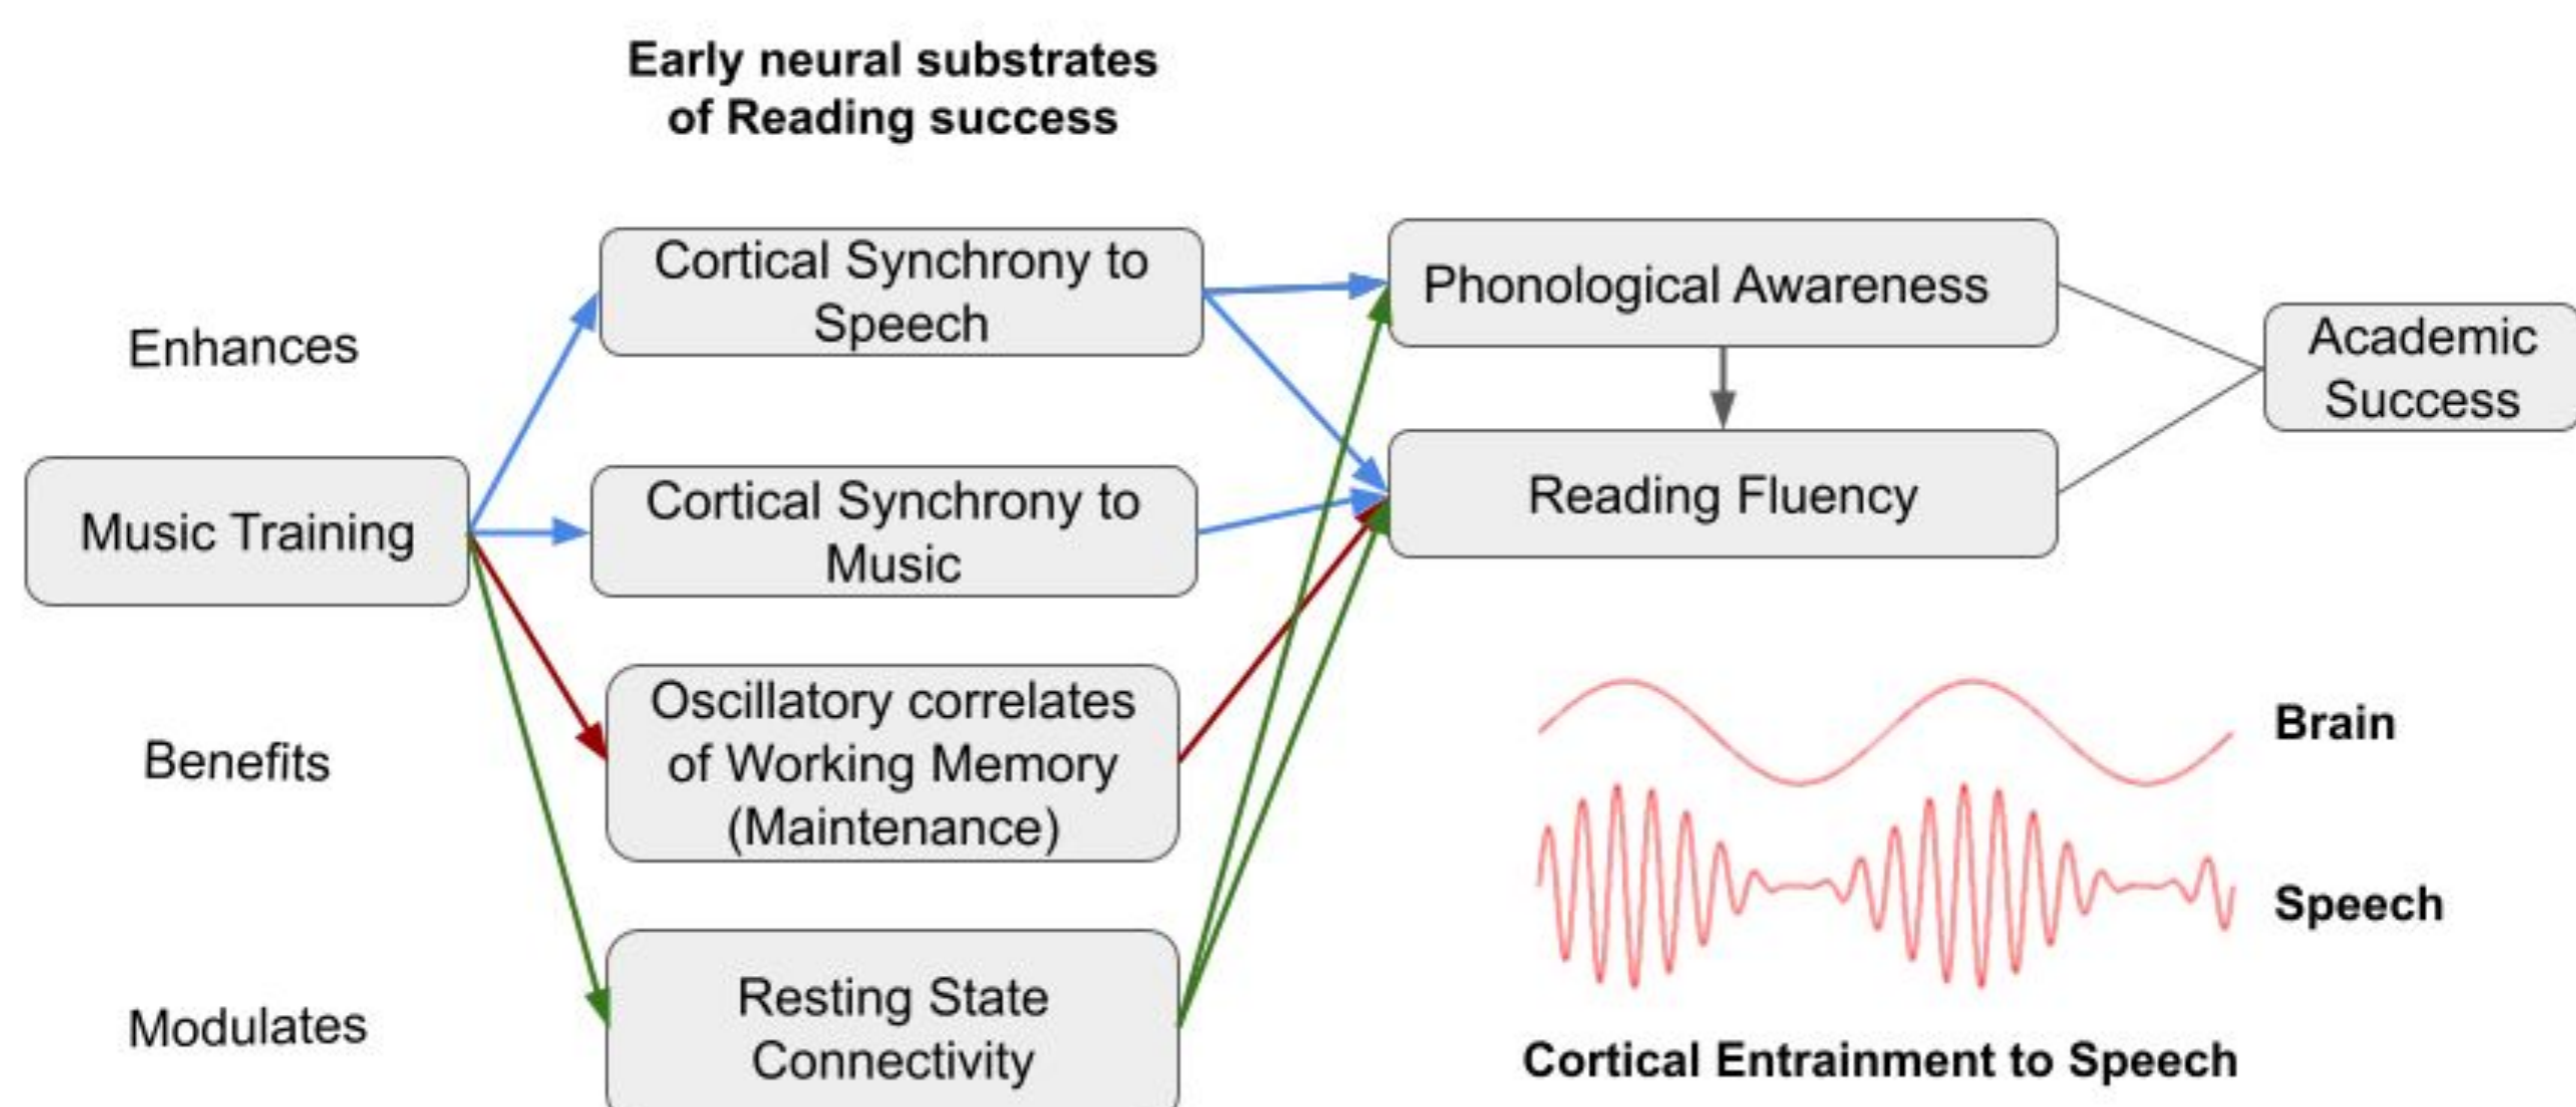 Early neural substrates
of Reading success
Enhances
Music Training
Benefits
Modulates
Cortical Synchrony to
Speech
Cortical Synchrony to
Music
Oscillatory correlates
of Working Memory
(Maintenance)
Resting State
Connectivity
Phonological Awareness
Reading Fluency
Academic
Success
Brain
Speech
Cortical Entrainment to Speech